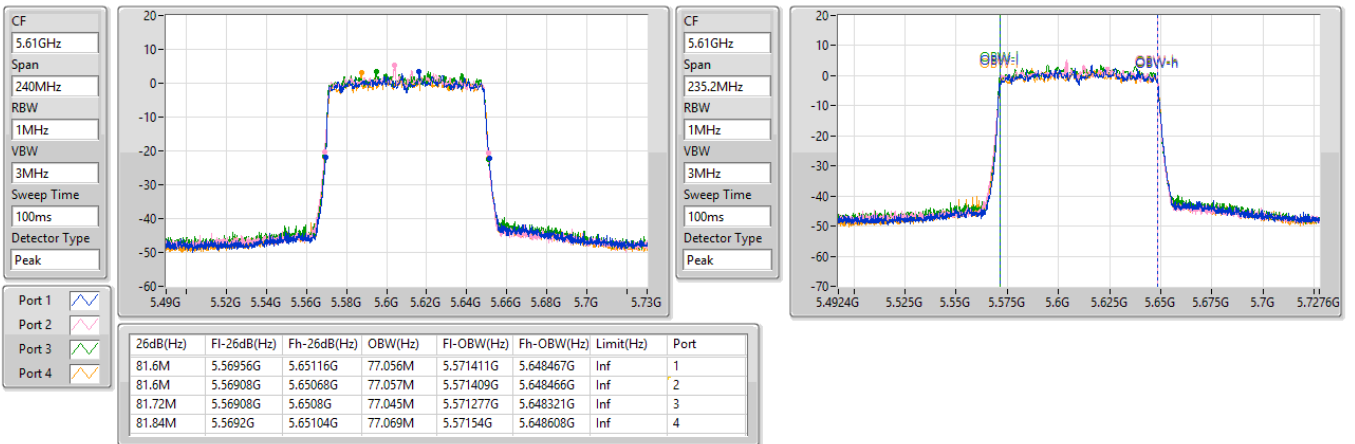 CF
5.61GHz
Span
240MHz
RBW
1MHz
VBW
3MHz
Sweep Time
100ms
Detector Type
Peak
20-
10-
0-
-10-
-20-
-30-
-40-
-50-
-60-
5.49G 5.52G 5.54G 5.56G 5.58G 5.6G 5.62G 5.64G 5.66G 5.68G 5.7G 5.73G
CF
5.61GHz
Span
235.2MHz
RBW
1MHz
VBW
3MHz
Sweep Time
100ms
Detector Type
Peak
20-
10-
0-
-10-
-20-
-30-
-40-
-50-
-60-
-70-
OBW-l OBW-h
5.4924G 5.525G 5.55G 5.575G 5.6G 5.625G 5.65G 5.675G 5.7G 5.7276G
Port 1
Port 2
Port 3
Port 4
26dB(Hz) Fl-26dB(Hz) Fh-26dB(Hz) OBW(Hz) Fl-OBW(Hz) Fh-OBW(Hz) Limit(Hz) Port
81.6M 5.56956G 5.65116G 77.056M 5.571411G 5.648467G Inf 1
81.6M 5.56908G 5.65068G 77.057M 5.571409G 5.648466G Inf 2
81.72M 5.56908G 5.6508G 77.045M 5.571277G 5.648321G Inf 3
81.84M 5.5692G 5.65104G 77.069M 5.57154G 5.648608G Inf 4